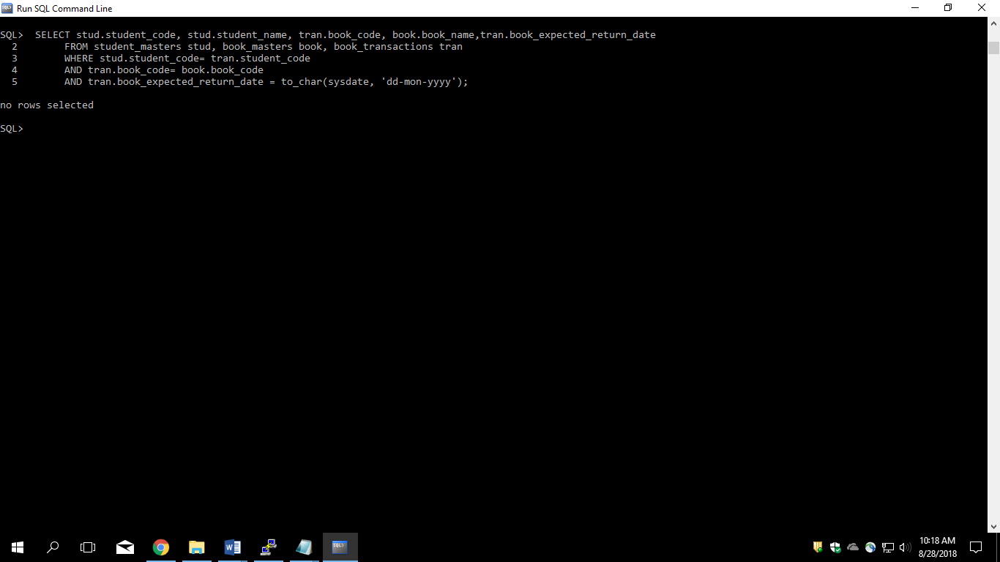 Run SQL Command Line
SQL>  SELECT stud.student_code, stud.student_name, tran.book_code, book.book_name,tran.book_expected_return_date
  2        FROM student_masters stud, book_masters book, book_transactions tran
  3        WHERE stud.student_code= tran.student_code
  4        AND tran.book_code= book.book_code
  5        AND tran.book_expected_return_date = to_char(sysdate, 'dd-mon-yyyy');
no rows selected
SQL>
10:18 AM
8/28/2018